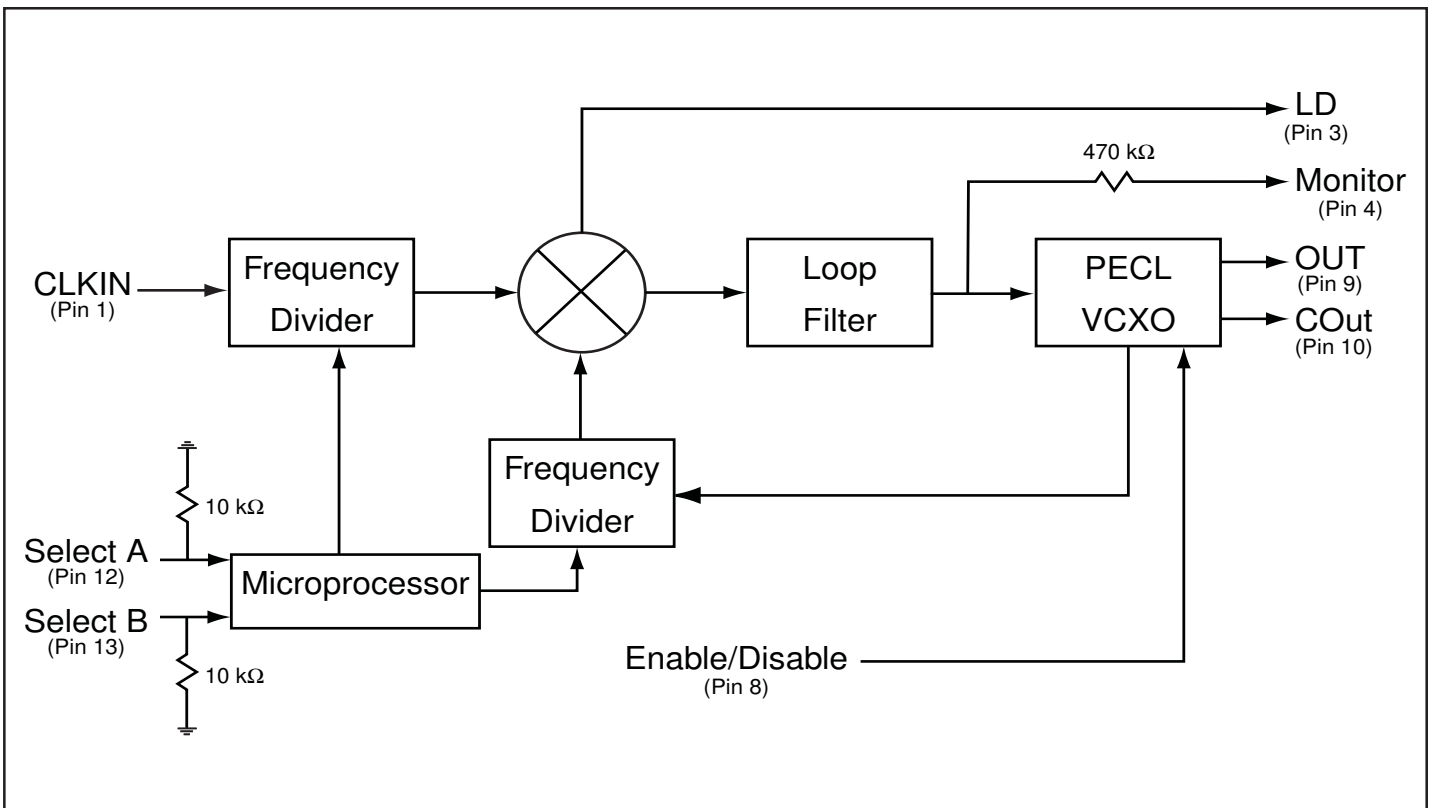 LD
(Pin 3)
470 kΩ
Monitor
(Pin 4)
CLKIN
(Pin 1)
Frequency
Divider
Loop
Filter
PECL
VCXO
OUT
(Pin 9)
COut
(Pin 10)
Frequency
Divider
10 kΩ
Select A
(Pin 12)
Microprocessor
Select B
(Pin 13)
10 kΩ
Enable/Disable
(Pin 8)